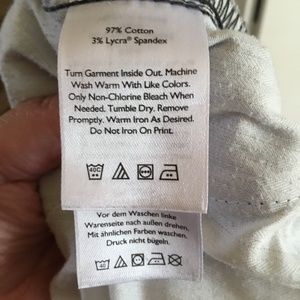 97% Cotton
3% Lycra® Spandex
Turn Garment Inside Out. Machine
Wash Warm With Like Colors.
Only Non-Chlorine Bleach When
Needed. Tumble Dry. Remove
Promptly. Warm Iron As Desired.
Do Not Iron On Print.
40C
Vor dem Waschen linke
Warenseite nach außen drehen.
Mit ähnlichen Farben waschen.
Druck nicht bügeln.
40